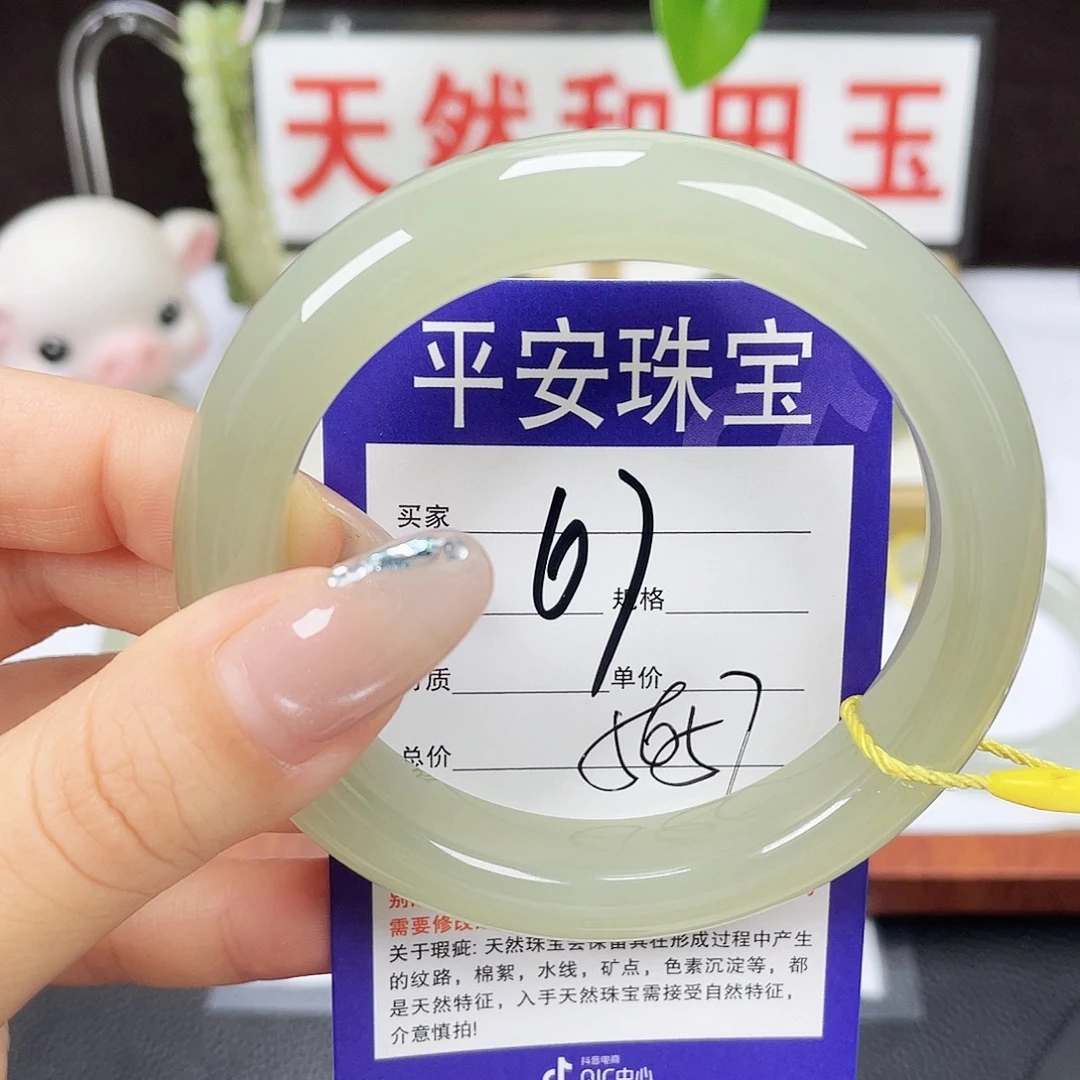 天然和田玉
平安珠宝
买家
规格
质 单价
总价
需要修改
关于瑕疵: 天然珠宝会保留其在形成过程中产生
的纹路，棉絮，水线，矿点，色素沉淀等，都
是天然特征，入手天然珠宝需接受自然特征，
介意慎拍!
抖音电商
QIC中心